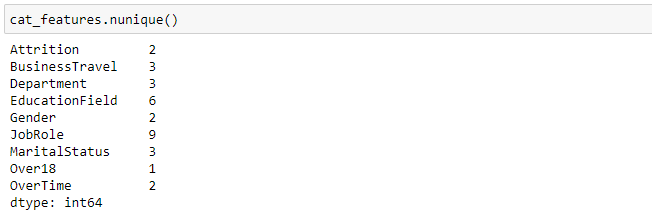 cat_features.nunique()
Attrition 2
BusinessTravel 3
Department 3
EducationField 6
Gender 2
JobRole 9
MaritalStatus 3
Over18 1
OverTime 2
dtype: int64